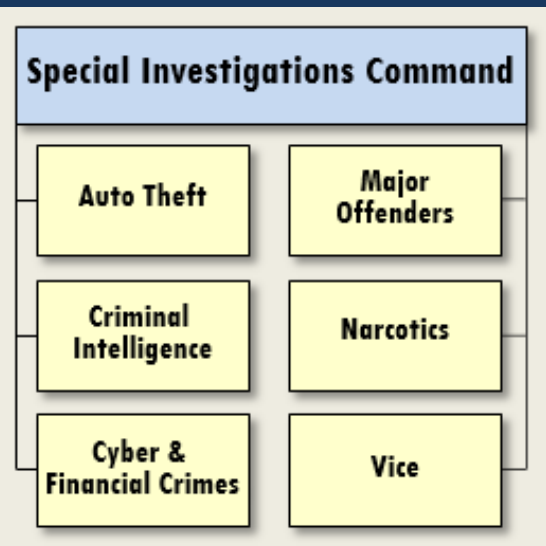 Special Investigations Command
Auto Theft
Major
Offenders
Criminal
Intelligence
Narcotics
Cyber &
Financial Crimes
Vice